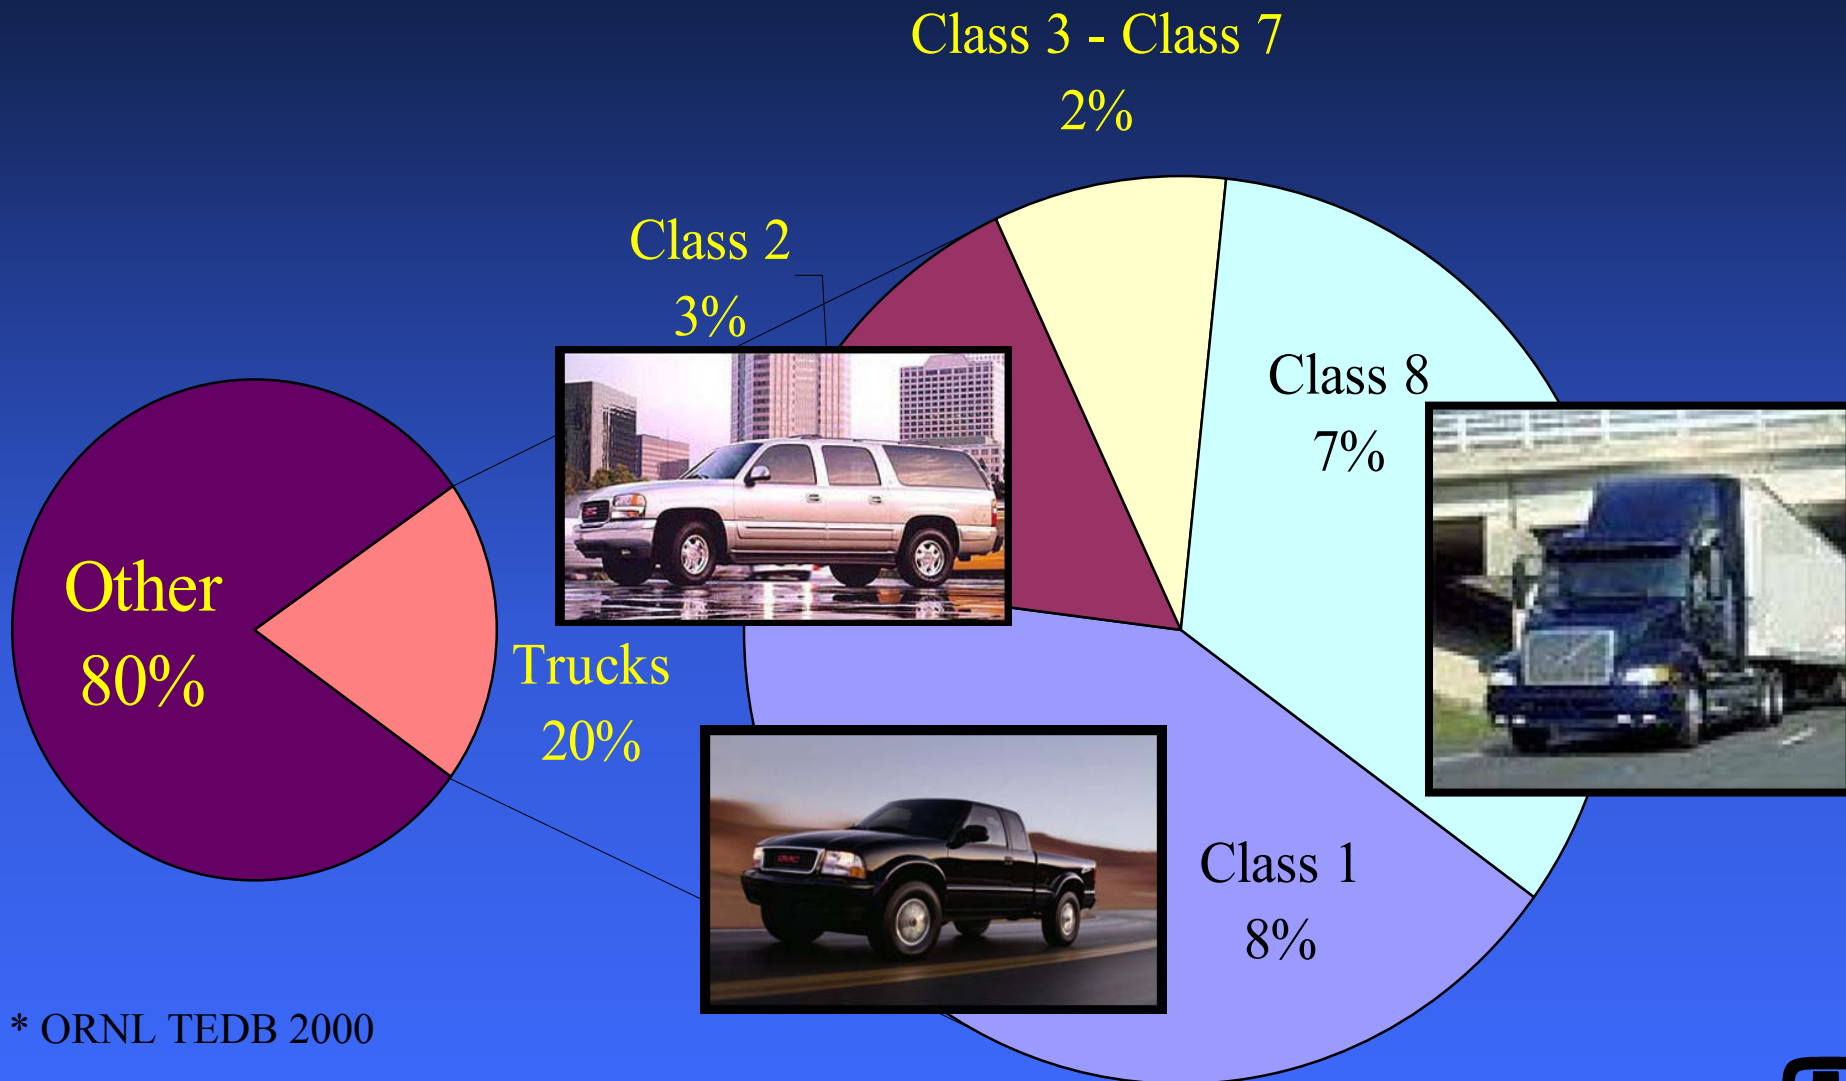 Class 3 - Class 7
2%
Class 2
3%
Class 8
7%
Other
80%
Trucks
20%
Class 1
8%
* ORNL TEDB 2000